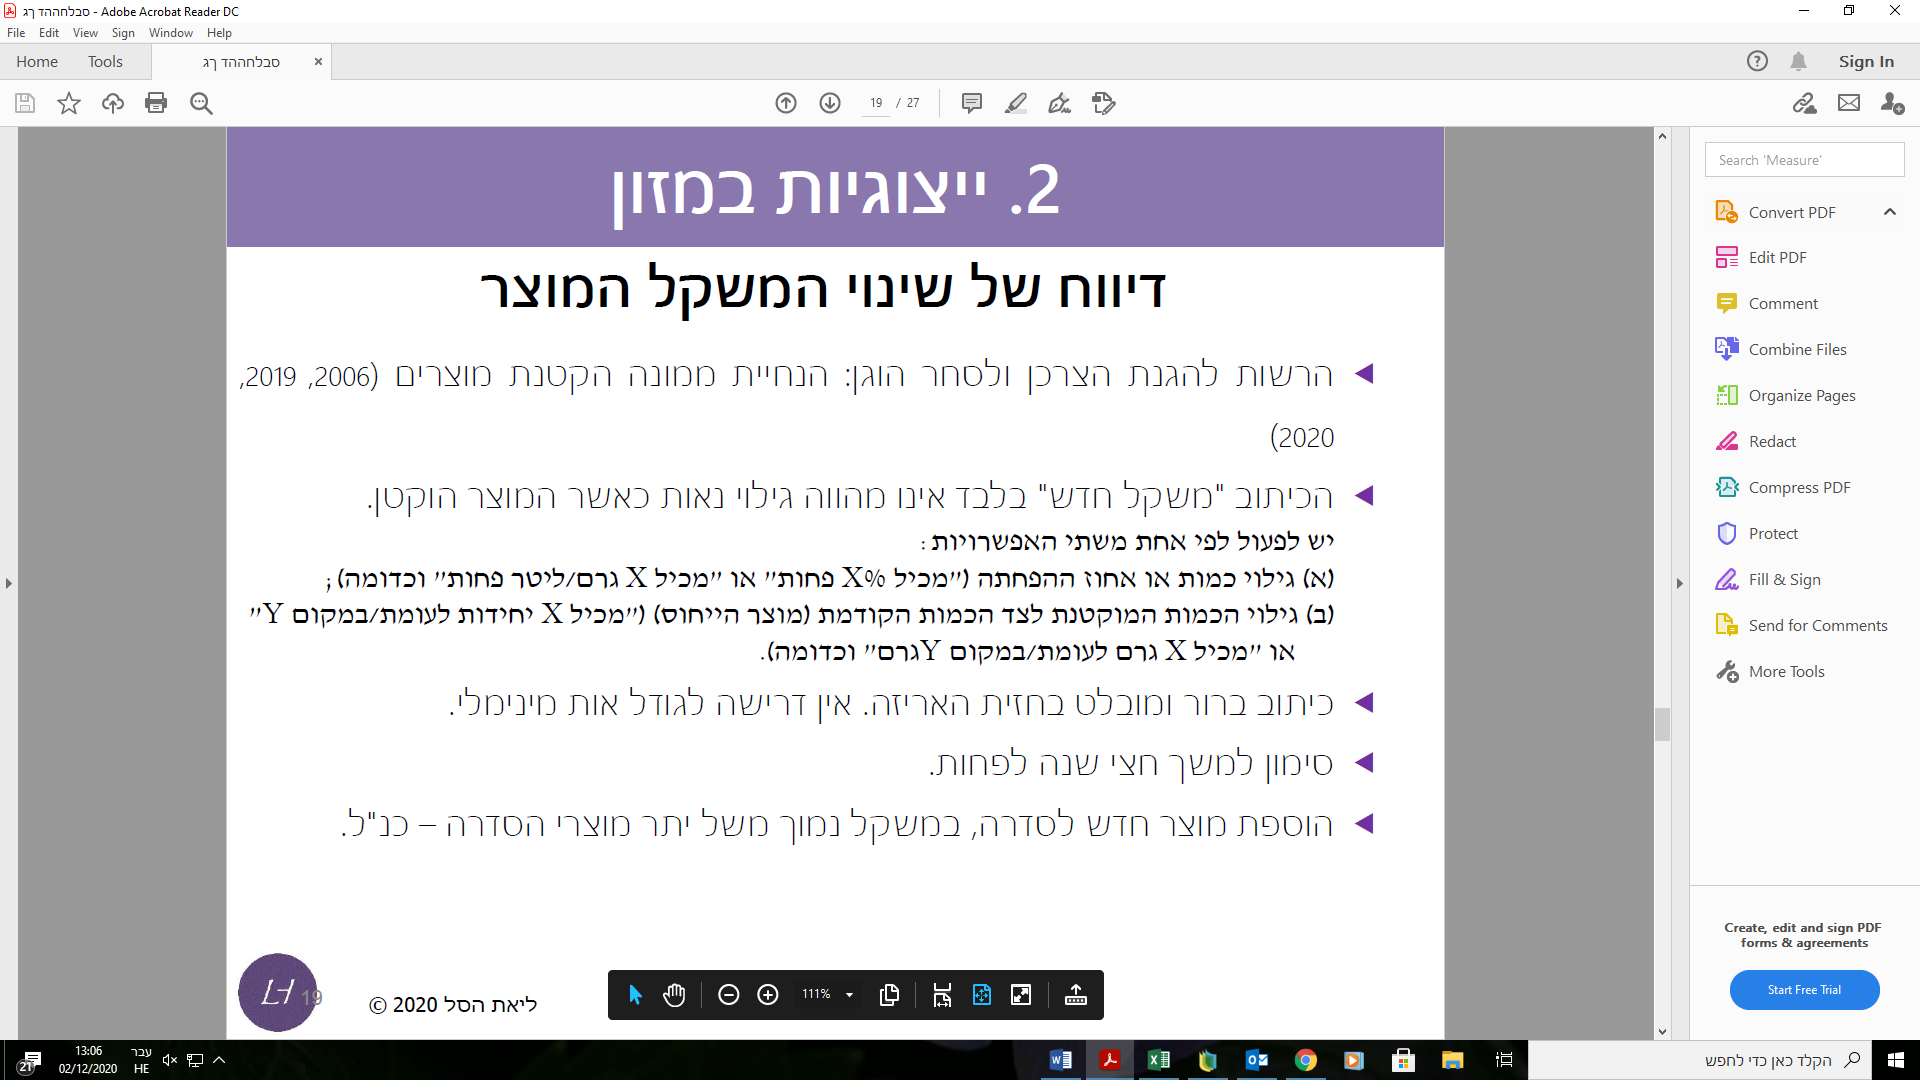 סבלחההד ךג - Adobe Acrobat Reader DC
File Edit View Sign Window Help
Home Tools סבלחההד ךג × Sign In
19 / 27
2. ייצוגיות במזון
דיווח של שינוי המשקל המוצר
הרשות להגנת הצרכן ולסחר הוגן: הנחיית ממונה הקטנת מוצרים (2006, 2019,
2020)
הכיתוב "משקל חדש" בלבד אינו מהווה גילוי נאות כאשר המוצר הוקטן.
יש לפעול לפי אחת משתי האפשרויות:
(א) גילוי כמות או אחוז ההפחתה ("מכיל X% פחות" או "מכיל X גרם/ליטר פחות" וכדומה);
(ב) גילוי הכמות המוקטנת לצד הכמות הקודמת (מוצר הייחוס) ("מכיל X יחידות לעומת/במקום Y"
או "מכיל X גרם לעומת/במקום Yגרם" וכדומה).
כיתוב ברור ומובלט בחזית האריזה. אין דרישה לגודל אות מינימלי.
סימון למשך חצי שנה לפחות.
הוספת מוצר חדש לסדרה, במשקל נמוך משל יתר מוצרי הסדרה – כנ"ל.
LH 19
ליאת הסל 2020 ©
111%
Search 'Measure'
Convert PDF
Edit PDF
Comment
Combine Files
Organize Pages
Redact
Compress PDF
Protect
Fill & Sign
Send for Comments
More Tools
Create, edit and sign PDF
forms & agreements
Start Free Trial
21
13:06
02/12/2020
עבר
HE
הקלד כאן כדי לחפש